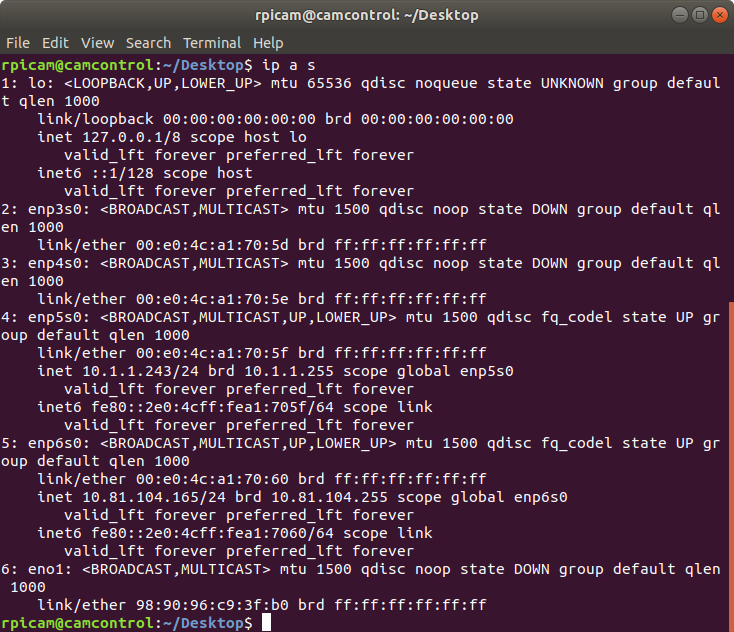 rpicam@camcontrol: ~/Desktop
File Edit View Search Terminal Help
rpicam@camcontrol:~/Desktop$ ip a s
1: lo: <LOOPBACK,UP,LOWER_UP> mtu 65536 qdisc noqueue state UNKNOWN group defaul
t qlen 1000
    link/loopback 00:00:00:00:00:00 brd 00:00:00:00:00:00
    inet 127.0.0.1/8 scope host lo
       valid_lft forever preferred_lft forever
    inet6 ::1/128 scope host
       valid_lft forever preferred_lft forever
2: enp3s0: <BROADCAST,MULTICAST> mtu 1500 qdisc noop state DOWN group default ql
en 1000
    link/ether 00:e0:4c:a1:70:5d brd ff:ff:ff:ff:ff:ff
3: enp4s0: <BROADCAST,MULTICAST> mtu 1500 qdisc noop state DOWN group default ql
en 1000
    link/ether 00:e0:4c:a1:70:5e brd ff:ff:ff:ff:ff:ff
4: enp5s0: <BROADCAST,MULTICAST,UP,LOWER_UP> mtu 1500 qdisc fq_codel state UP gr
oup default qlen 1000
    link/ether 00:e0:4c:a1:70:5f brd ff:ff:ff:ff:ff:ff
    inet 10.1.1.243/24 brd 10.1.1.255 scope global enp5s0
       valid_lft forever preferred_lft forever
    inet6 fe80::2e0:4cff:fea1:705f/64 scope link
       valid_lft forever preferred_lft forever
5: enp6s0: <BROADCAST,MULTICAST,UP,LOWER_UP> mtu 1500 qdisc fq_codel state UP gr
oup default qlen 1000
    link/ether 00:e0:4c:a1:70:60 brd ff:ff:ff:ff:ff:ff
    inet 10.81.104.165/24 brd 10.81.104.255 scope global enp6s0
       valid_lft forever preferred_lft forever
    inet6 fe80::2e0:4cff:fea1:7060/64 scope link
       valid_lft forever preferred_lft forever
6: eno1: <BROADCAST,MULTICAST> mtu 1500 qdisc noop state DOWN group default qlen
 1000
    link/ether 98:90:96:c9:3f:b0 brd ff:ff:ff:ff:ff:ff
rpicam@camcontrol:~/Desktop$